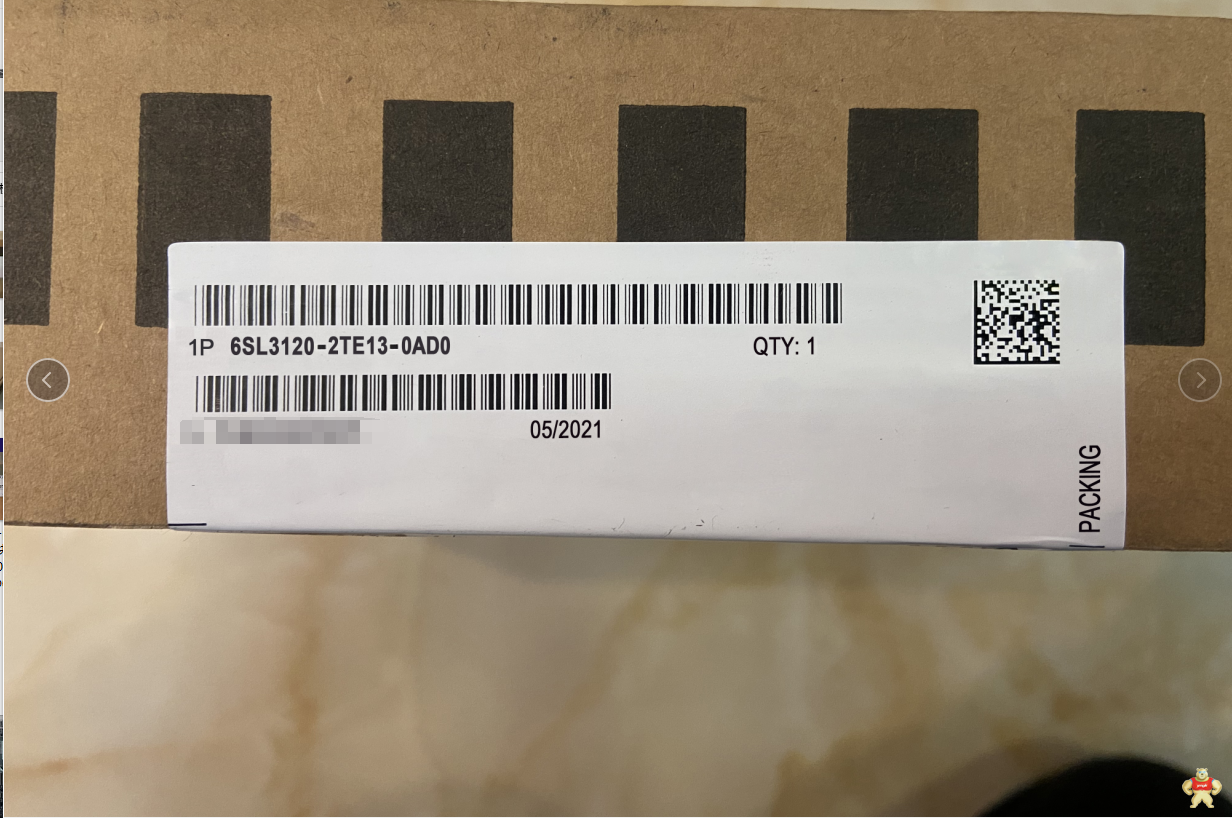 1P 6SL3120-2TE13-0AD0 QTY: 1
05/2021
PACKING